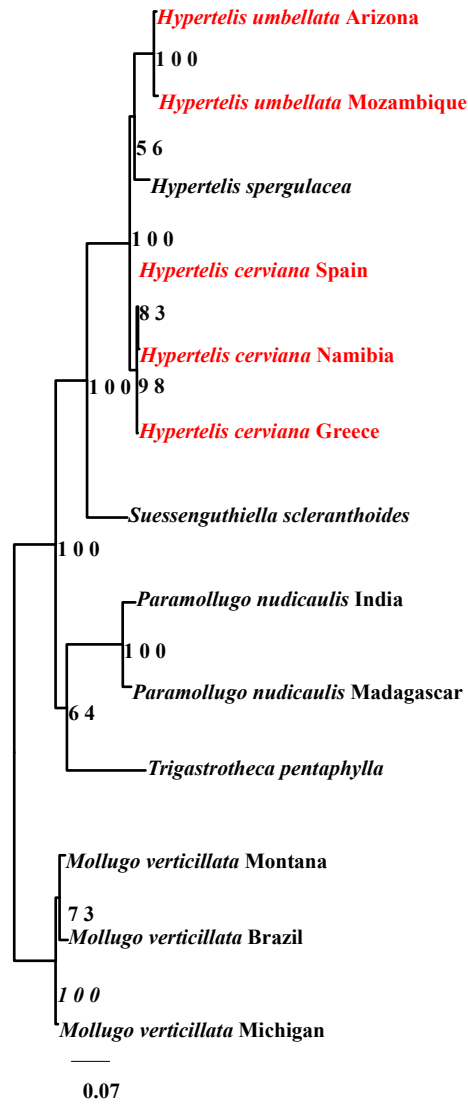 Hypertelis umbellata Arizona
1 0 0
Hypertelis umbellata Mozambique
5 6
Hypertelis spergulacea
1 0 0
Hypertelis cerviana Spain
8 3
Hypertelis cerviana Namibia
1 0 0 9 8
Hypertelis cerviana Greece
Suessenguthiella scleranthoides
1 0 0
Paramollugo nudicaulis India
1 0 0
Paramollugo nudicaulis Madagascar
6 4
Trigastrotheca pentaphylla
Mollugo verticillata Montana
7 3
Mollugo verticillata Brazil
1 0 0
Mollugo verticillata Michigan
0.07